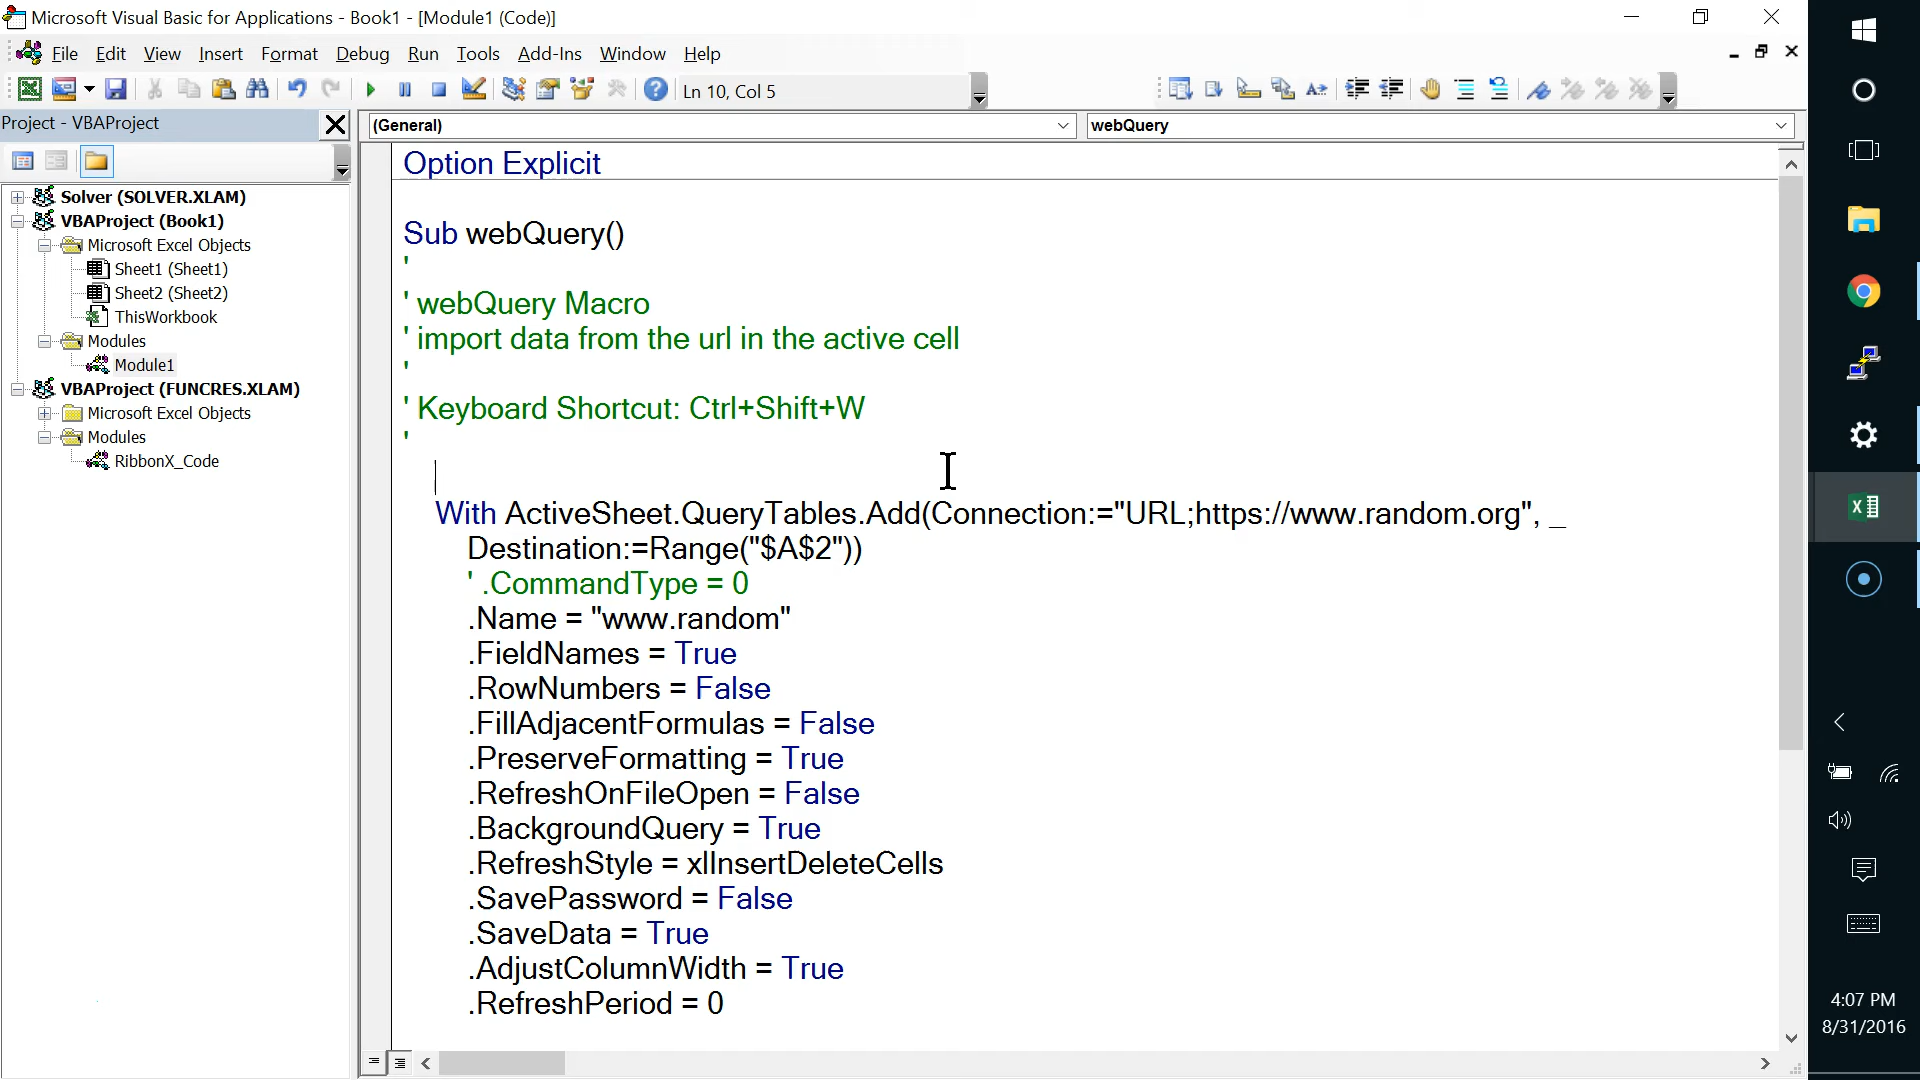 Microsoft Visual Basic for Applications - Book1 - [Module1 (Code)]
File Edit View Insert Format Debug Run Tools Add-Ins Window Help
Ln 10, Col 5
Project - VBAProject
(General)
webQuery
Solver (SOLVER.XLAM)
VBAProject (Book1)
Microsoft Excel Objects
Sheet1 (Sheet1)
Sheet2 (Sheet2)
ThisWorkbook
Modules
Module1
VBAProject (FUNCRES.XLAM)
Microsoft Excel Objects
Modules
RibbonX_Code
Option Explicit
Sub webQuery()
'
' webQuery Macro
' import data from the url in the active cell
'
' Keyboard Shortcut: Ctrl+Shift+W
'
With ActiveSheet.QueryTables.Add(Connection:="URL;https://www.random.org", _
Destination:=Range("$A$2"))
' .CommandType = 0
.Name = "www.random"
.FieldNames = True
.RowNumbers = False
.FillAdjacentFormulas = False
.PreserveFormatting = True
.RefreshOnFileOpen = False
.BackgroundQuery = True
.RefreshStyle = xlInsertDeleteCells
.SavePassword = False
.SaveData = True
.AdjustColumnWidth = True
.RefreshPeriod = 0
4:07 PM
8/31/2016